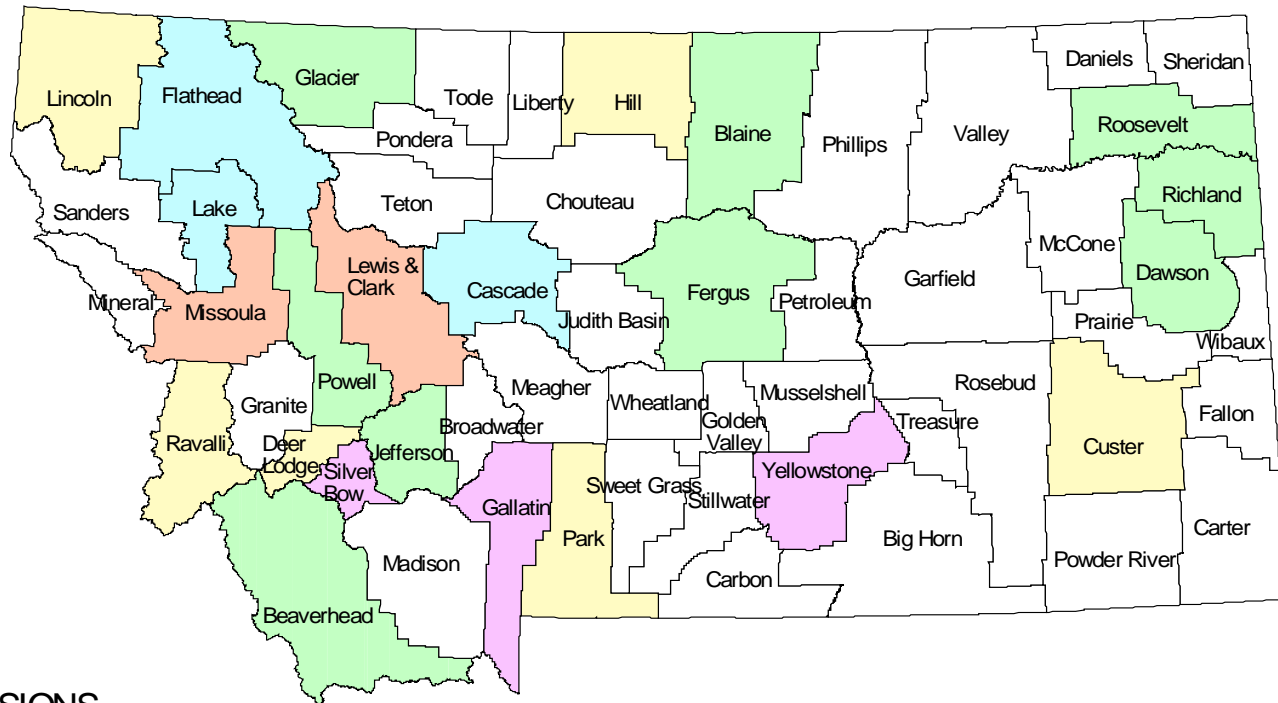 Daniels
Sheridan
Lincoln
Flathead
Glacier
Toole
Liberty
Hill
Blaine
Phillips
Valley
Roosevelt
Pondera
Richland
Sanders
Lake
Teton
Chouteau
McCone
Garfield
Dawson
Mineral
Missoula
Lewis &
Clark
Cascade
Judith Basin
Fergus
Petroleum
Prairie
Wibaux
Powell
Granite
Meagher
Wheatland
Golden
Valley
Musselshell
Rosebud
Treasure
Fallon
Custer
Ravalli
Deer
Lodge
Silver
Bow
Jefferson
Broadwater
Gallatin
Park
Sweet Grass
Stillwater
Yellowstone
Big Horn
Carter
Powder River
Carbon
Madison
Beaverhead
SIONS